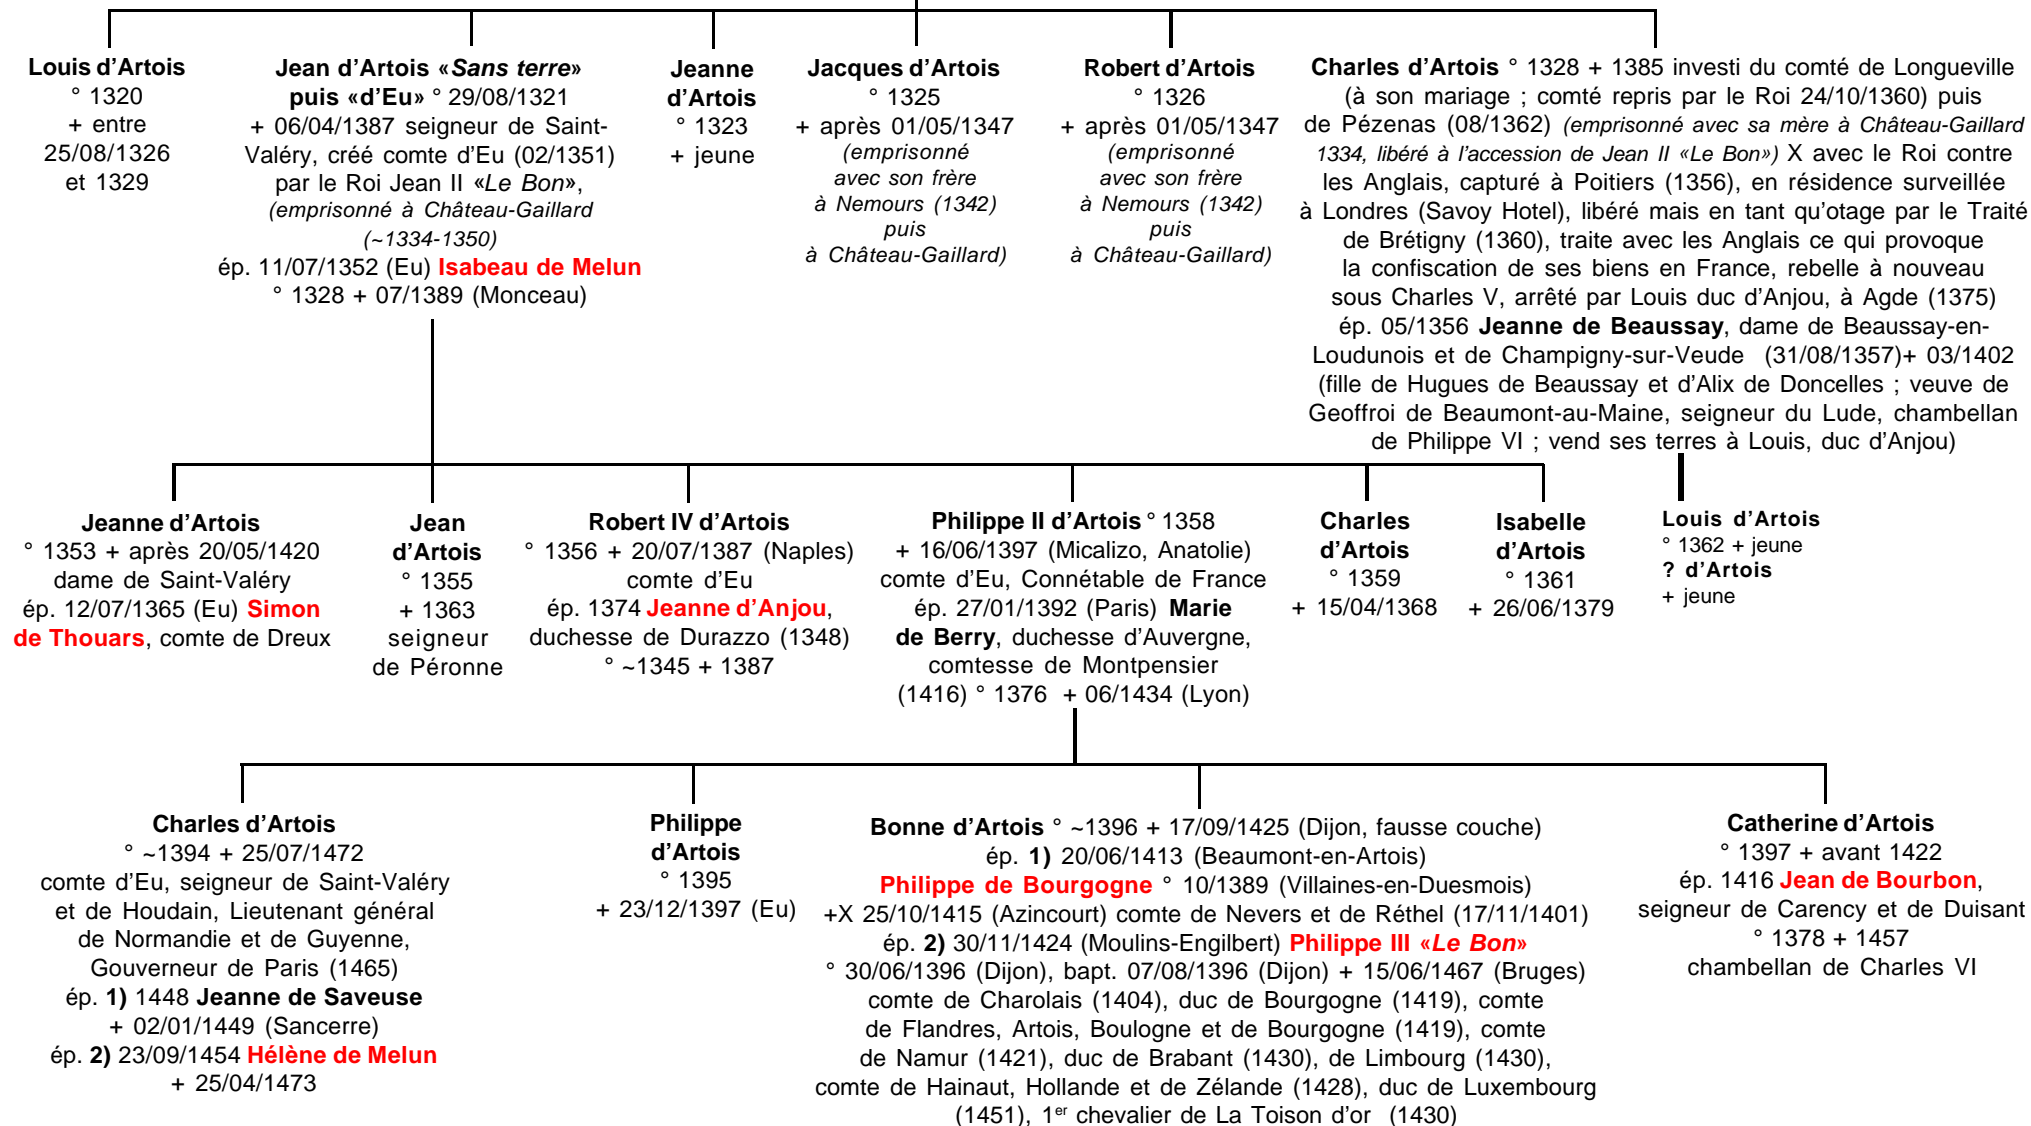 Louis d’Artois
° 1320
+ entre
25/08/1326
et 1329
Jean d’Artois «Sans terre»
puis «d’Eu» ° 29/08/1321
+ 06/04/1387 seigneur de Saint-
Valéry, créé comte d’Eu (02/1351)
par le Roi Jean II «Le Bon»,
(emprisonné à Château-Gaillard
(~1334-1350)
ép. 11/07/1352 (Eu) Isabeau de Melun
° 1328 + 07/1389 (Monceau)
Jeanne
d’Artois
° 1323
+ jeune
Jacques d’Artois
° 1325
+ après 01/05/1347
(emprisonné
avec son frère
à Nemours (1342)
puis
à Château-Gaillard)
Robert d’Artois
° 1326
+ après 01/05/1347
(emprisonné
avec son frère
à Nemours (1342)
puis
à Château-Gaillard)
Charles d’Artois ° 1328 + 1385 investi du comté de Longueville
(à son mariage ; comté repris par le Roi 24/10/1360) puis
de Pézenas (08/1362) (emprisonné avec sa mère à Château-Gaillard
1334, libéré à l’accession de Jean II «Le Bon») X avec le Roi contre
les Anglais, capturé à Poitiers (1356), en résidence surveillée
à Londres (Savoy Hotel), libéré mais en tant qu’otage par le Traité
de Brétigny (1360), traite avec les Anglais ce qui provoque
la confiscation de ses biens en France, rebelle à nouveau
sous Charles V, arrêté par Louis duc d’Anjou, à Agde (1375)
ép. 05/1356 Jeanne de Beaussay, dame de Beaussay-en-
Loudunois et de Champigny-sur-Veude (31/08/1357)+ 03/1402
(fille de Hugues de Beaussay et d’Alix de Doncelles ; veuve de
Geoffroi de Beaumont-au-Maine, seigneur du Lude, chambellan
de Philippe VI ; vend ses terres à Louis, duc d’Anjou)
Jeanne d’Artois
° 1353 + après 20/05/1420
dame de Saint-Valéry
ép. 12/07/1365 (Eu) Simon
de Thouars, comte de Dreux
Jean
d’Artois
° 1355
+ 1363
seigneur
de Péronne
Robert IV d’Artois
° 1356 + 20/07/1387 (Naples)
comte d’Eu
ép. 1374 Jeanne d’Anjou,
duchesse de Durazzo (1348)
° ~1345 + 1387
Philippe II d’Artois ° 1358
+ 16/06/1397 (Micalizo, Anatolie)
comte d’Eu, Connétable de France
ép. 27/01/1392 (Paris) Marie
de Berry, duchesse d’Auvergne,
comtesse de Montpensier
(1416) ° 1376 + 06/1434 (Lyon)
Charles
d’Artois
° 1359
+ 15/04/1368
Isabelle
d’Artois
° 1361
+ 26/06/1379
Louis d’Artois
° 1362 + jeune
? d’Artois
+ jeune
Charles d’Artois
° ~1394 + 25/07/1472
comte d’Eu, seigneur de Saint-Valéry
et de Houdain, Lieutenant général
de Normandie et de Guyenne,
Gouverneur de Paris (1465)
ép. 1) 1448 Jeanne de Saveuse
+ 02/01/1449 (Sancerre)
ép. 2) 23/09/1454 Hélène de Melun
+ 25/04/1473
Philippe
d’Artois
° 1395
+ 23/12/1397 (Eu)
Bonne d’Artois ° ~1396 + 17/09/1425 (Dijon, fausse couche)
ép. 1) 20/06/1413 (Beaumont-en-Artois)
Philippe de Bourgogne ° 10/1389 (Villaines-en-Duesmois)
+X 25/10/1415 (Azincourt) comte de Nevers et de Réthel (17/11/1401)
ép. 2) 30/11/1424 (Moulins-Engilbert) Philippe III «Le Bon»
° 30/06/1396 (Dijon), bapt. 07/08/1396 (Dijon) + 15/06/1467 (Bruges)
comte de Charolais (1404), duc de Bourgogne (1419), comte
de Flandres, Artois, Boulogne et de Bourgogne (1419), comte
de Namur (1421), duc de Brabant (1430), de Limbourg (1430),
comte de Hainaut, Hollande et de Zélande (1428), duc de Luxembourg
(1451), 1er chevalier de La Toison d’or (1430)
Catherine d’Artois
° 1397 + avant 1422
ép. 1416 Jean de Bourbon,
seigneur de Carency et de Duisant
° 1378 + 1457
chambellan de Charles VI